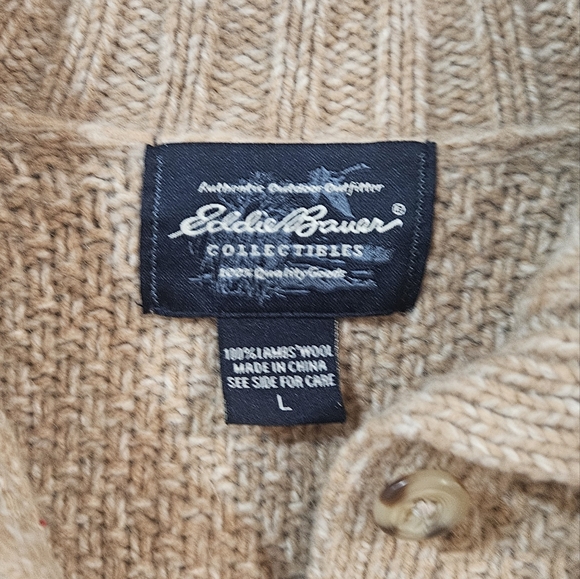 Authentic Outdoor Outfitter
Eddie Bauer®
COLLECTIBLES
100% Quality Goods
100% LAMBS' WOOL
MADE IN CHINA
SEE SIDE FOR CARE
L